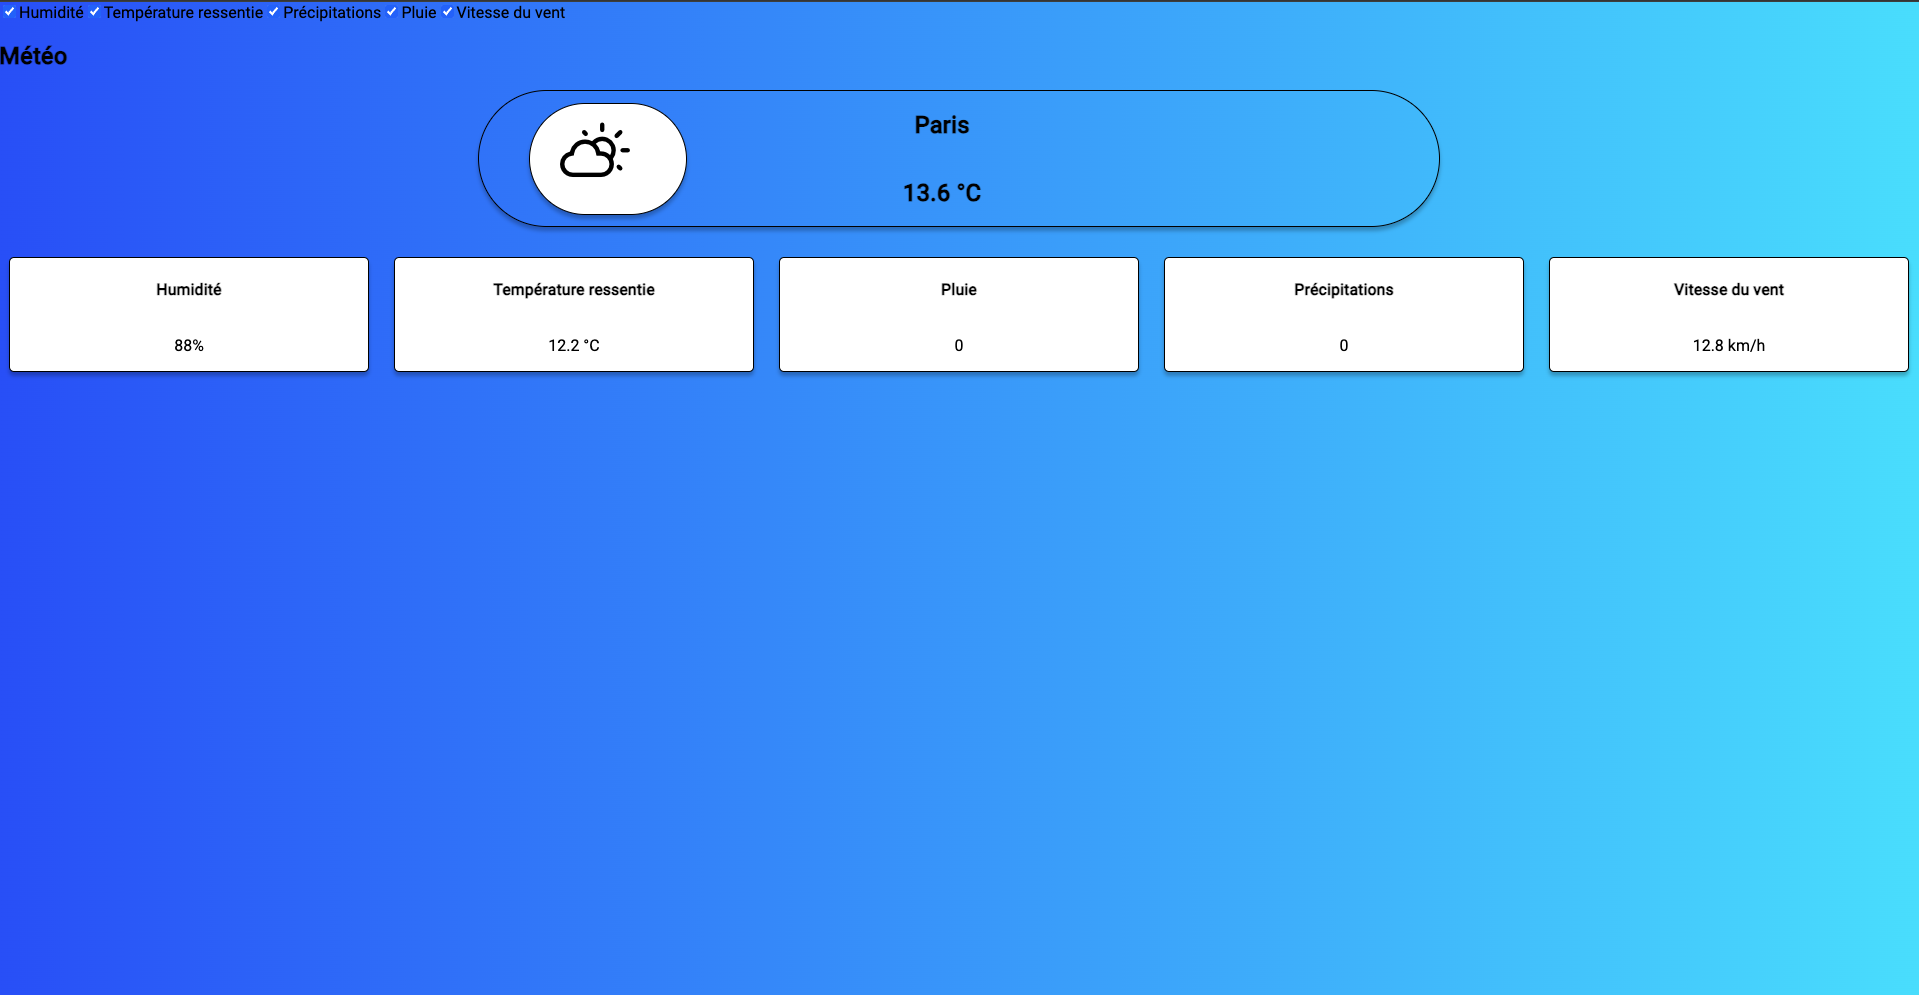 Humidité Température ressentie Précipitations Pluie Vitesse du vent
Météo
Paris
13.6 °C
Humidité
88%
Température ressentie
12.2 °C
Pluie
0
Précipitations
0
Vitesse du vent
12.8 km/h